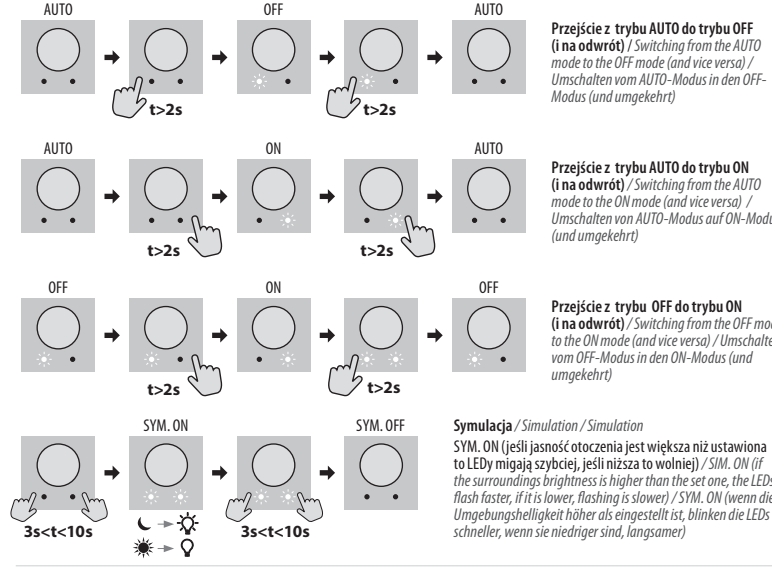 AUTO OFF AUTO
t>2s t>2s
Przejście z trybu AUTO do trybu OFF
(i na odwrót) / Switching from the AUTO
mode to the OFF mode (and vice versa) /
Umschalten vom AUTO-Modus in den OFF-
Modus (und umgekehrt)
AUTO ON AUTO
t>2s t>2s
Przejście z trybu AUTO do trybu ON
(i na odwrót) / Switching from the AUTO
mode to the ON mode (and vice versa) /
Umschalten von AUTO-Modus auf ON-Modu
(und umgekehrt)
OFF ON OFF
t>2s t>2s
Przejście z trybu OFF do trybu ON
(i na odwrót) / Switching from the OFF mod
to the ON mode (and vice versa) / Umschalte
vom OFF-Modus in den ON-Modus (und
umgekehrt)
SYM. ON SYM. OFF
3s<t<10s 3s<t<10s
Symulacja / Simulation / Simulation
SYM. ON (jeśli jasność otoczenia jest większa niż ustawiona
to LEDy migają szybciej, jeśli niższa to wolniej) / SIM. ON (if
the surroundings brightness is higher than the set one, the LEDs
flash faster, if it is lower, flashing is slower) / SYM. ON (wenn die
Umgebungshelligkeit höher als eingestellt ist, blinken die LEDs
schneller, wenn sie niedriger sind, langsamer)